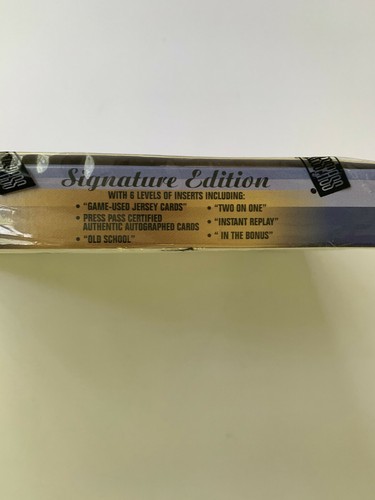 Signature Edition
WITH 6 LEVELS OF INSERTS INCLUDING:
• "GAME-USED JERSEY CARDS"
• PRESS PASS CERTIFIED
AUTHENTIC AUTOGRAPHED CARDS
• "OLD SCHOOL"
• "TWO ON ONE"
• "INSTANT REPLAY"
• " IN THE BONUS"